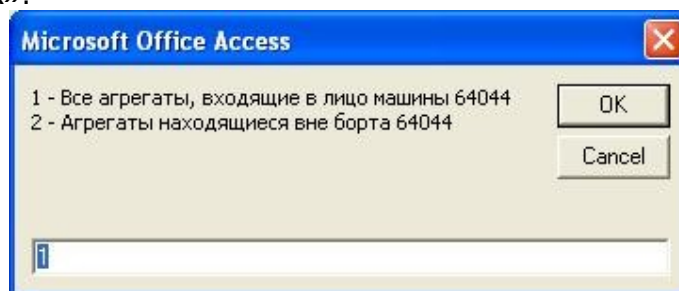 Microsoft Office Access
1 - Все агрегаты, входящие в лицо машины 64044
2 - Агрегаты находящиеся вне борта 64044
OK
Cancel
1